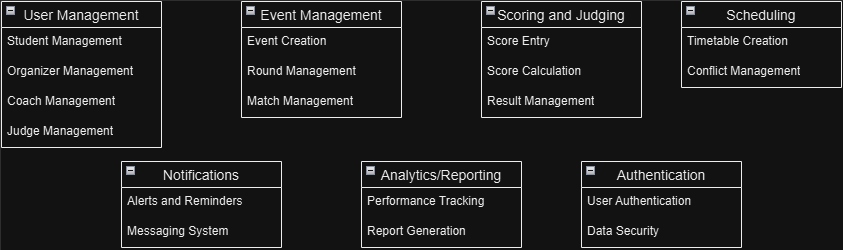 User Management
Student Management
Organizer Management
Coach Management
Judge Management
Event Management
Event Creation
Round Management
Match Management
Scoring and Judging
Score Entry
Score Calculation
Result Management
Scheduling
Timetable Creation
Conflict Management
Notifications
Alerts and Reminders
Messaging System
Analytics/Reporting
Performance Tracking
Report Generation
Authentication
User Authentication
Data Security